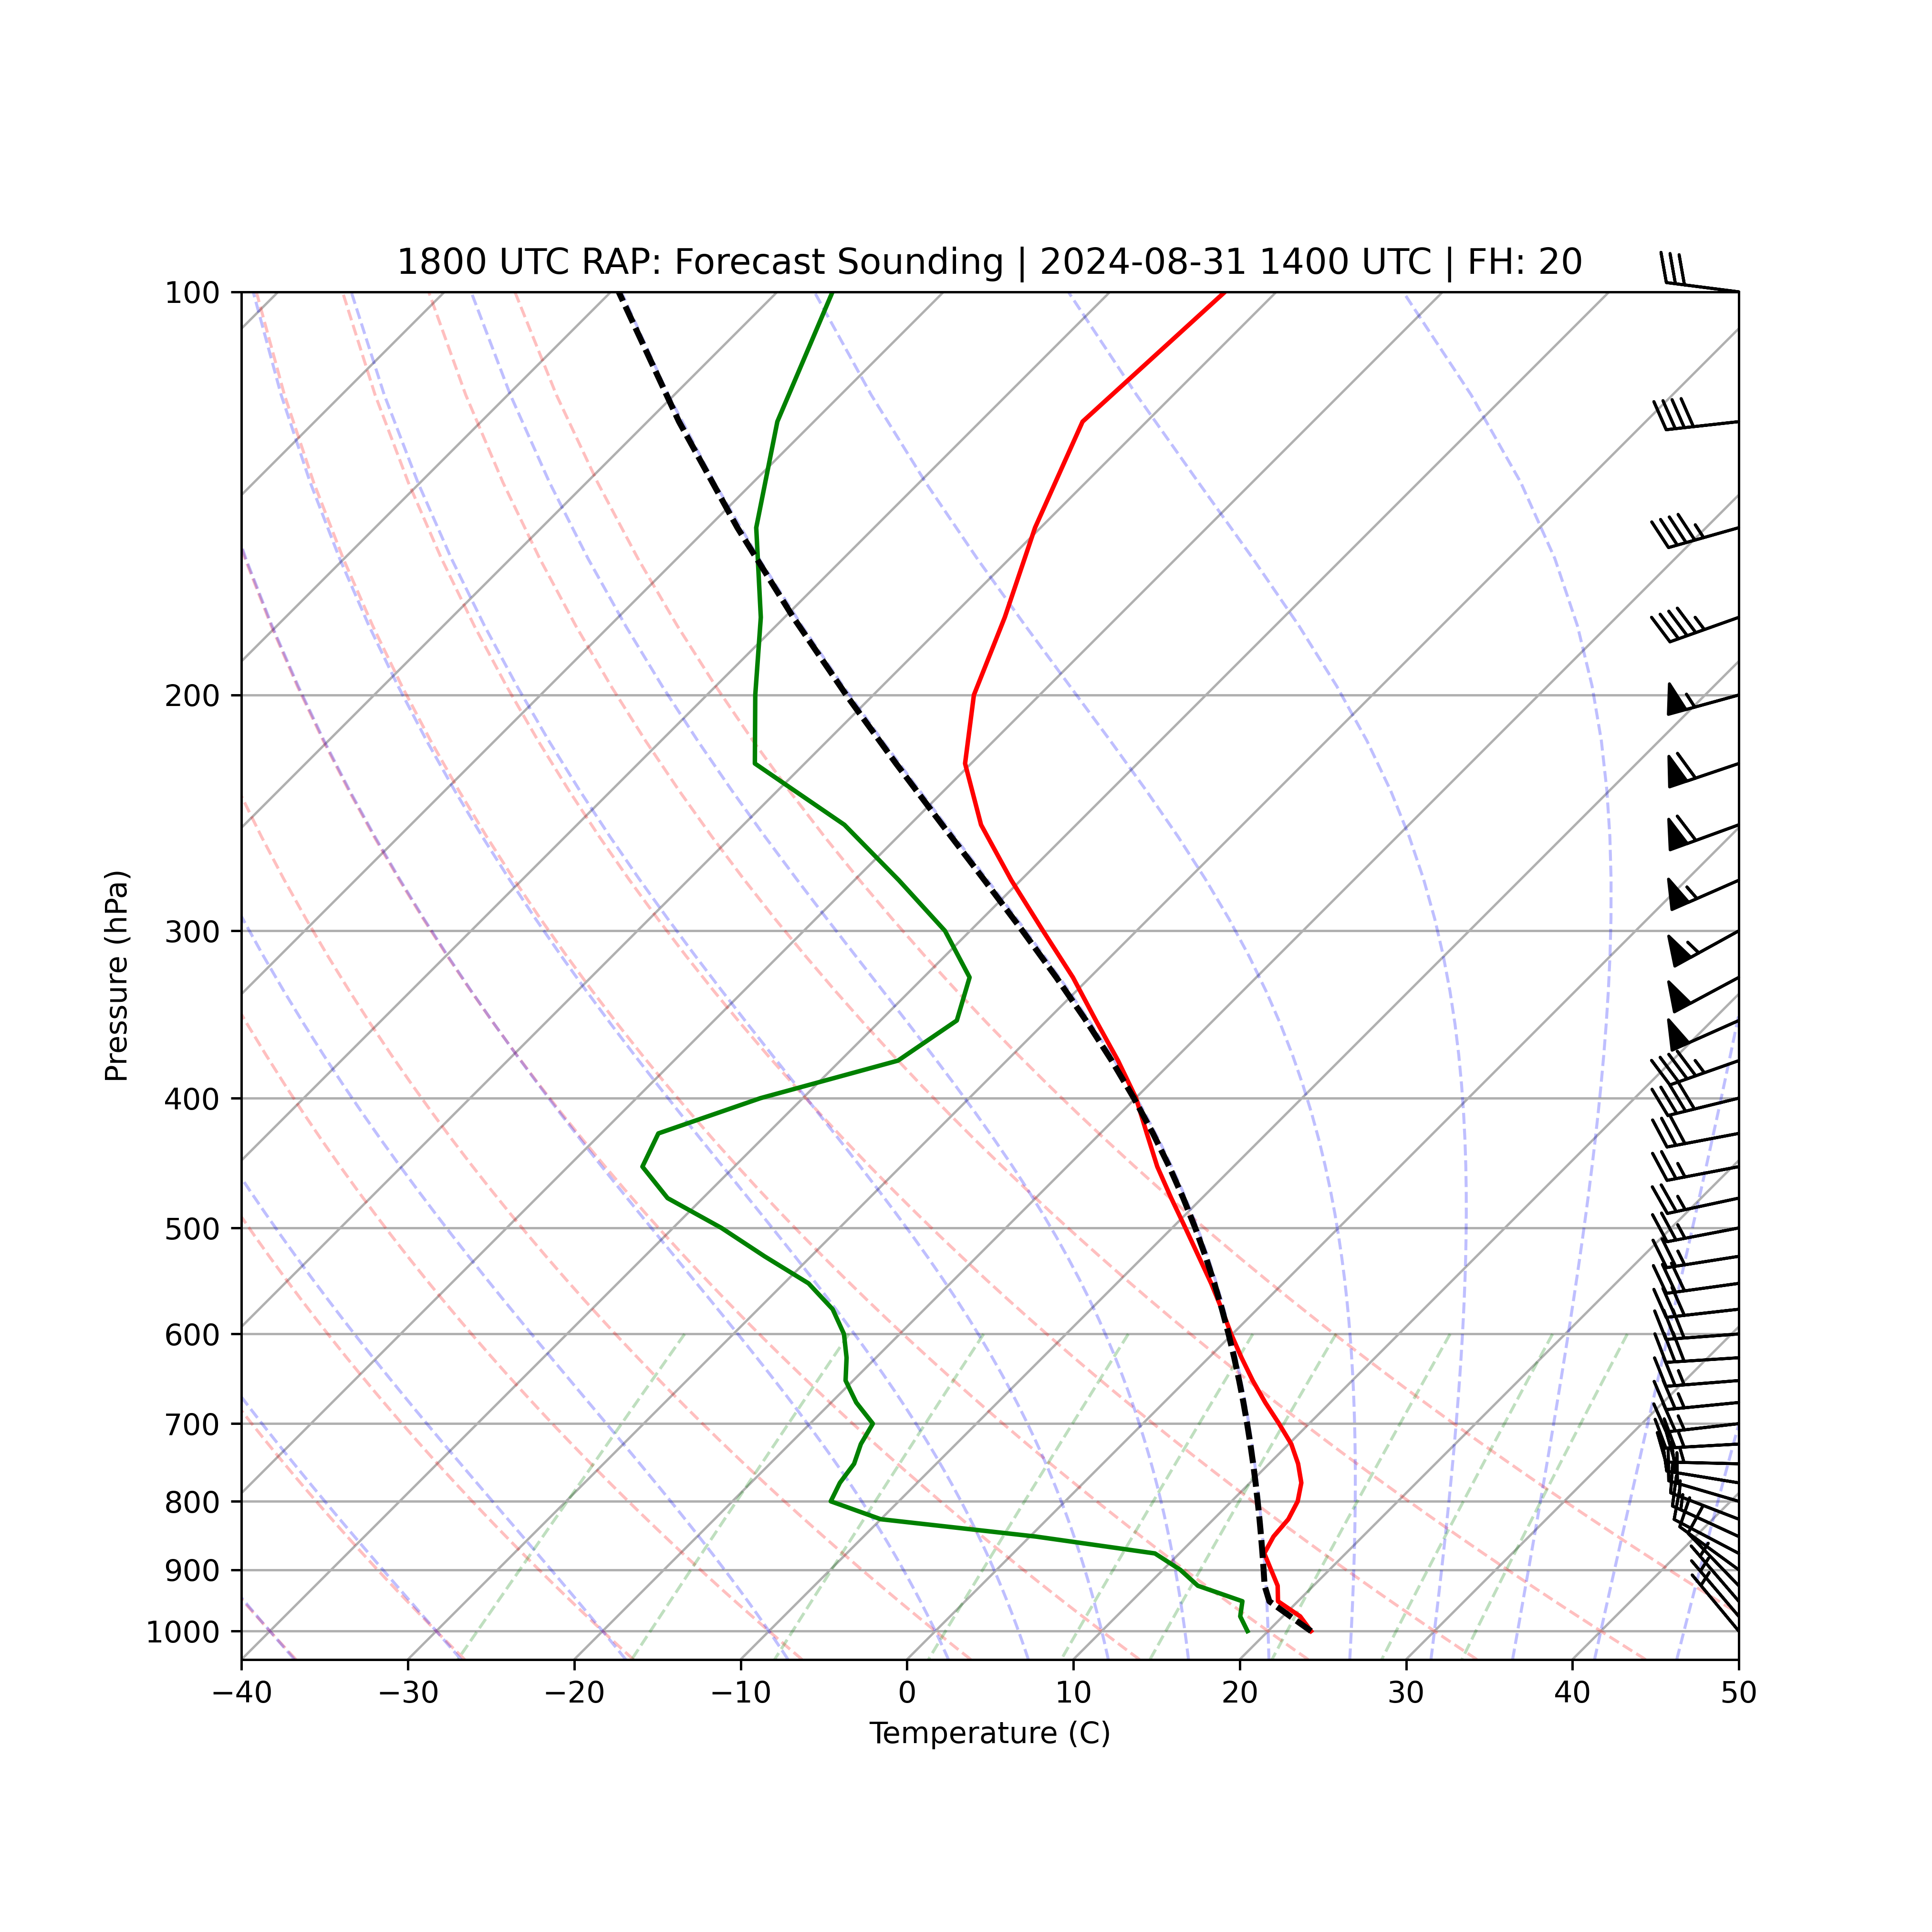 1800 UTC RAP: Forecast Sounding | 2024-08-31 1400 UTC | FH: 20
100
200
300
400
500
600
700
800
900
1000
Pressure (hPa)
−40 −30 −20 −10 0 10 20 30 40 50
Temperature (C)